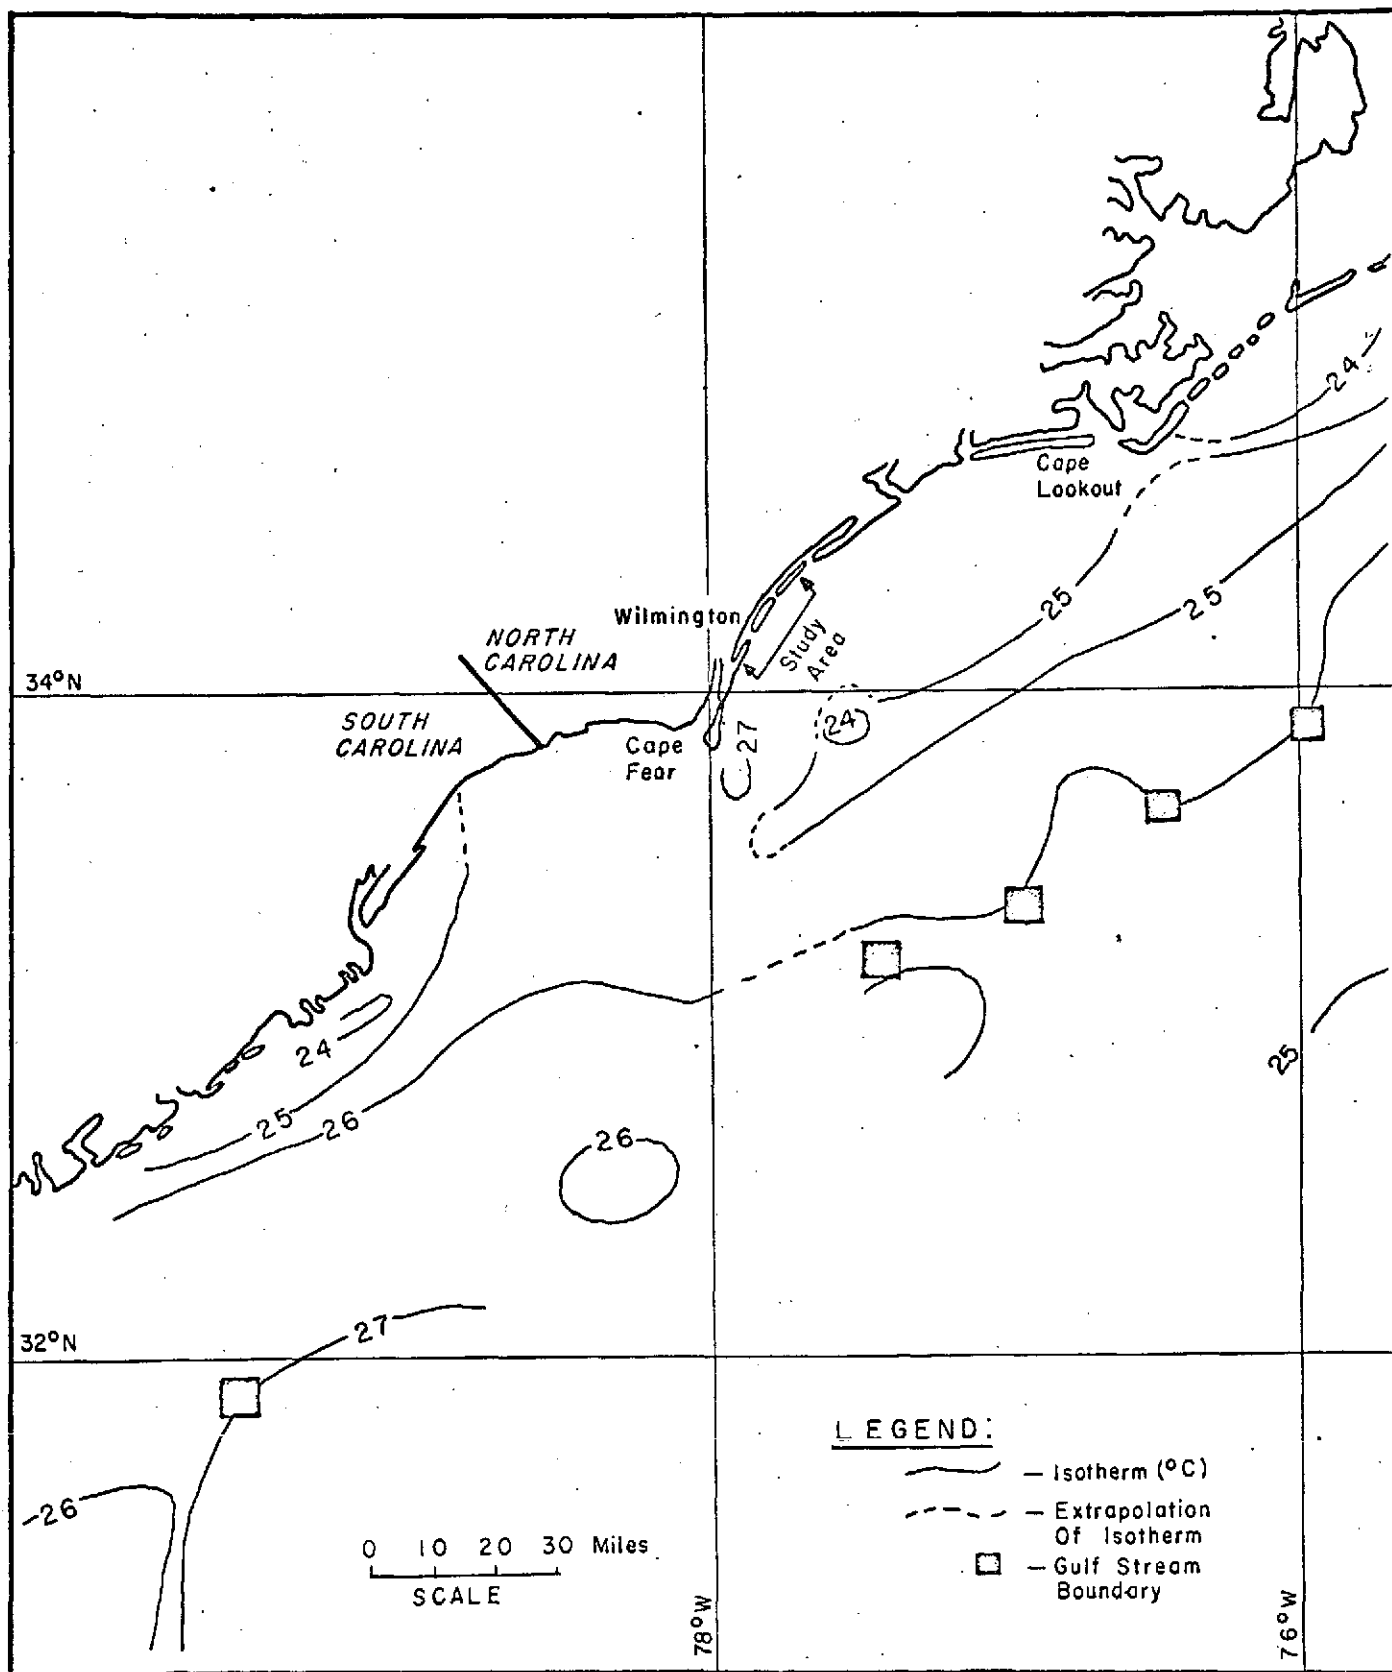 24
Cape
Lookout
25
25
Wilmington
Study
Area
NORTH
CAROLINA
34°N
SOUTH
CAROLINA
24
27
Cape
Fear
24
25
25
26
26
27
32°N
26
LEGEND:
— Isotherm (°C)
— Extrapolation
Of Isotherm
— Gulf Stream
Boundary
0 10 20 30 Miles
SCALE
78°W
76°W